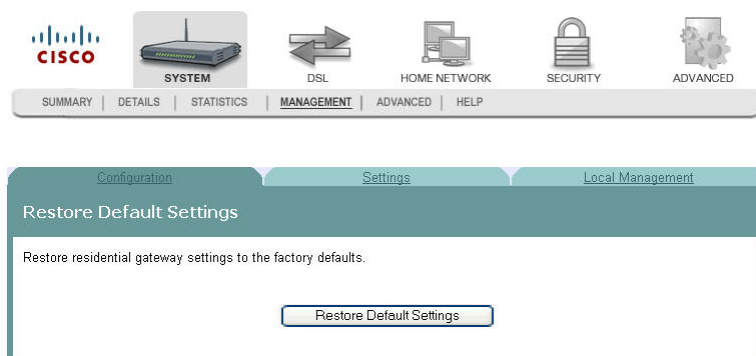 CISCO
SYSTEM DSL HOME NETWORK SECURITY ADVANCED
SUMMARY | DETAILS | STATISTICS | MANAGEMENT | ADVANCED | HELP
Configuration Settings Local Management
Restore Default Settings
Restore residential gateway settings to the factory defaults.
Restore Default Settings